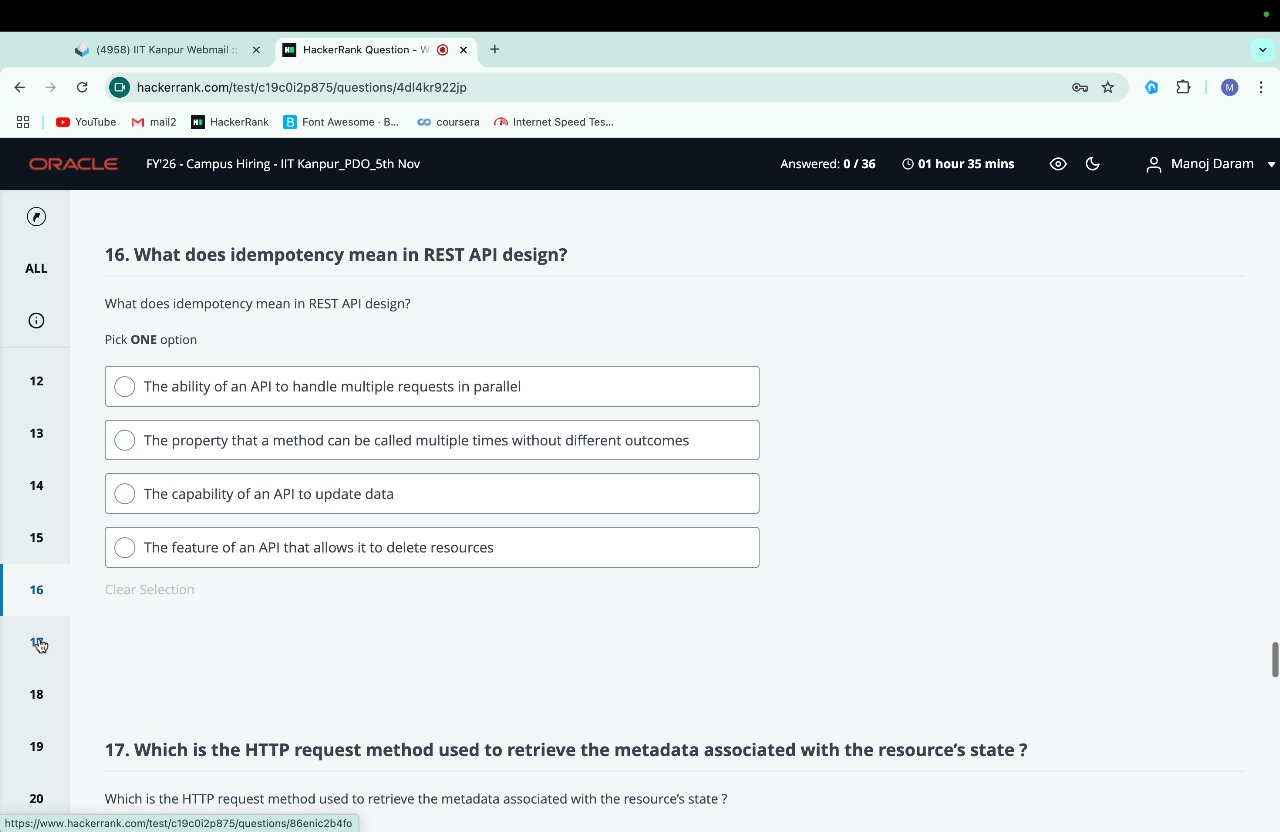 (4958) IIT Kanpur Webmail ::
HackerRank Question - W
hackerrank.com/test/c19c0i2p875/questions/4dl4kr922jp
M
YouTube
mail2
HackerRank
Font Awesome · B...
coursera
Internet Speed Tes...
ORACLE
FY'26 - Campus Hiring - IIT Kanpur_PDO_5th Nov
Answered: 0 / 36
01 hour 35 mins
Manoj Daram
ALL
12
13
14
15
16
18
19
20
16. What does idempotency mean in REST API design?
What does idempotency mean in REST API design?
Pick ONE option
The ability of an API to handle multiple requests in parallel
The property that a method can be called multiple times without different outcomes
The capability of an API to update data
The feature of an API that allows it to delete resources
Clear Selection
17. Which is the HTTP request method used to retrieve the metadata associated with the resource's state ?
Which is the HTTP request method used to retrieve the metadata associated with the resource's state ?
https://www.hackerrank.com/test/c19c0i2p875/questions/86enic2b4fo